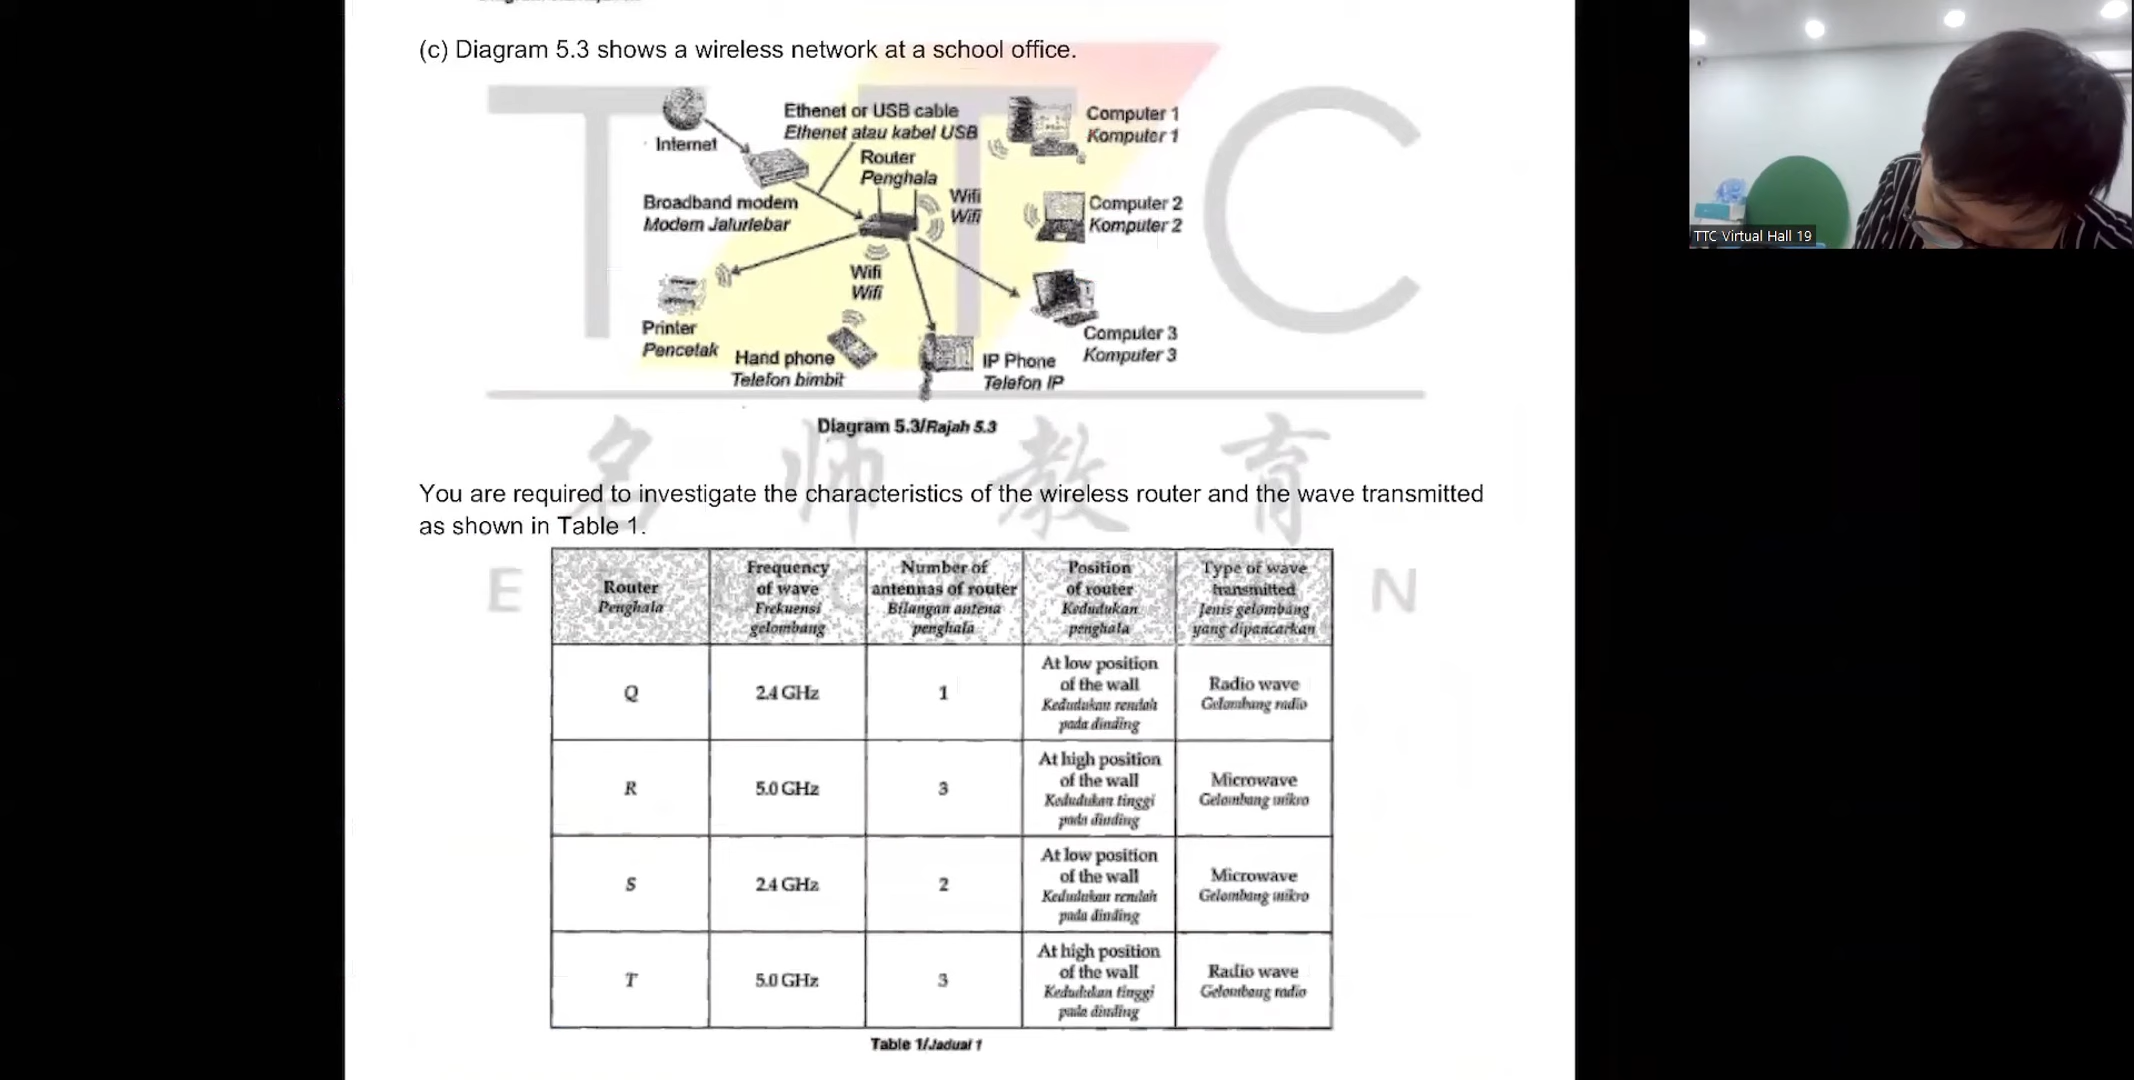 (c) Diagram 5.3 shows a wireless network at a school office.
TTC
Internet
Ethenet or USB cable
Ethenet atau kabel USB
Router
Penghala
Wifi
Wifi
Computer 1
Komputer 1
Broadband modem
Modem Jalurlebar
Computer 2
Komputer 2
Wifi
Wifi
Printer
Pencetak
Hand phone
Telefon bimbit
IP Phone
Telefon IP
Computer 3
Komputer 3
Diagram 5.3/Rajah 5.3
名师教育
You are required to investigate the characteristics of the wireless router and the wave transmitted
as shown in Table 1.
Router
Penghala
Frequency
of wave
Frekuensi
gelombang
Number of
antennas of router
Bilangan antena
penghala
Position
of router
Kedudukan
penghala
Type of wave
transmitted
Jenis gelombang
yang dipancarkan
Q
2.4 GHz
1
At low position
of the wall
Kedudukan rendah
pada dinding
Radio wave
Gelombang radio
R
5.0 GHz
3
At high position
of the wall
Kedudukan tinggi
pada dinding
Microwave
Gelombang mikro
S
2.4 GHz
2
At low position
of the wall
Kedudukan rendah
pada dinding
Microwave
Gelombang mikro
T
5.0 GHz
3
At high position
of the wall
Kedudukan tinggi
pada dinding
Radio wave
Gelombang radio
Table 1/Jadual 1
TTC Virtual Hall 19